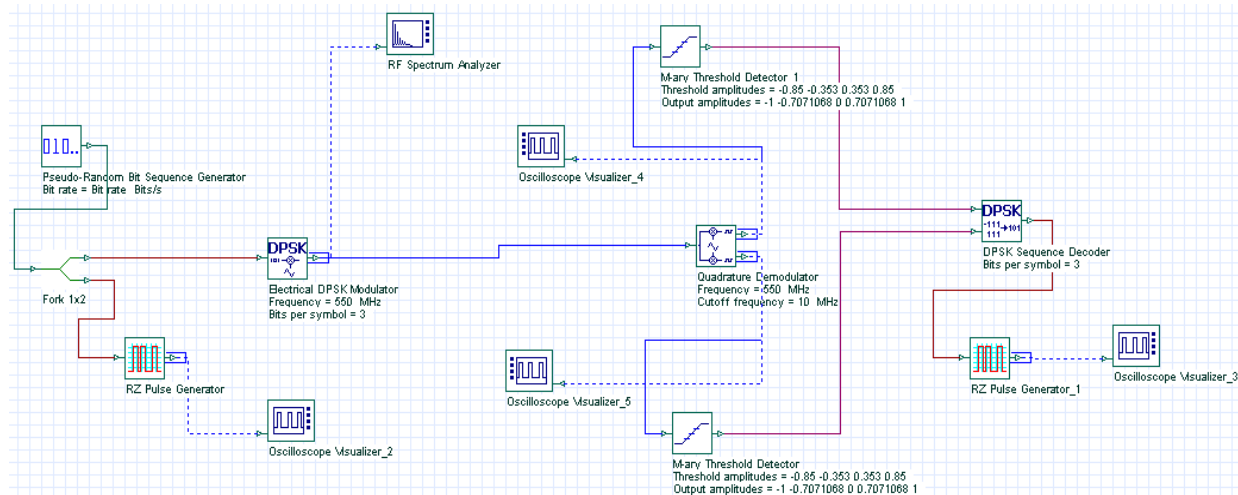 RF Spectrum Analyzer
M-ary Threshold Detector 1
Threshold amplitudes = -0.85 -0.353 0.353 0.85
Output amplitudes = -1 -0.7071068 0 0.7071068 1
010..
Pseudo-Random Bit Sequence Generator
Bit rate = Bit rate Bits/s
Oscilloscope Visualizer_4
DPSK
-111
111→101
DPSK Sequence Decoder
Bits per symbol = 3
DPSK
101
Electrical DPSK Modulator
Frequency = 550 MHz
Bits per symbol = 3
Quadrature Demodulator
Frequency = 550 MHz
Cutoff frequency = 10 MHz
Fork 1x2
RZ Pulse Generator
Oscilloscope Visualizer_5
RZ Pulse Generator_1
Oscilloscope Visualizer_3
Oscilloscope Visualizer_2
M-ary Threshold Detector
Threshold amplitudes = -0.85 -0.353 0.353 0.85
Output amplitudes = -1 -0.7071068 0 0.7071068 1